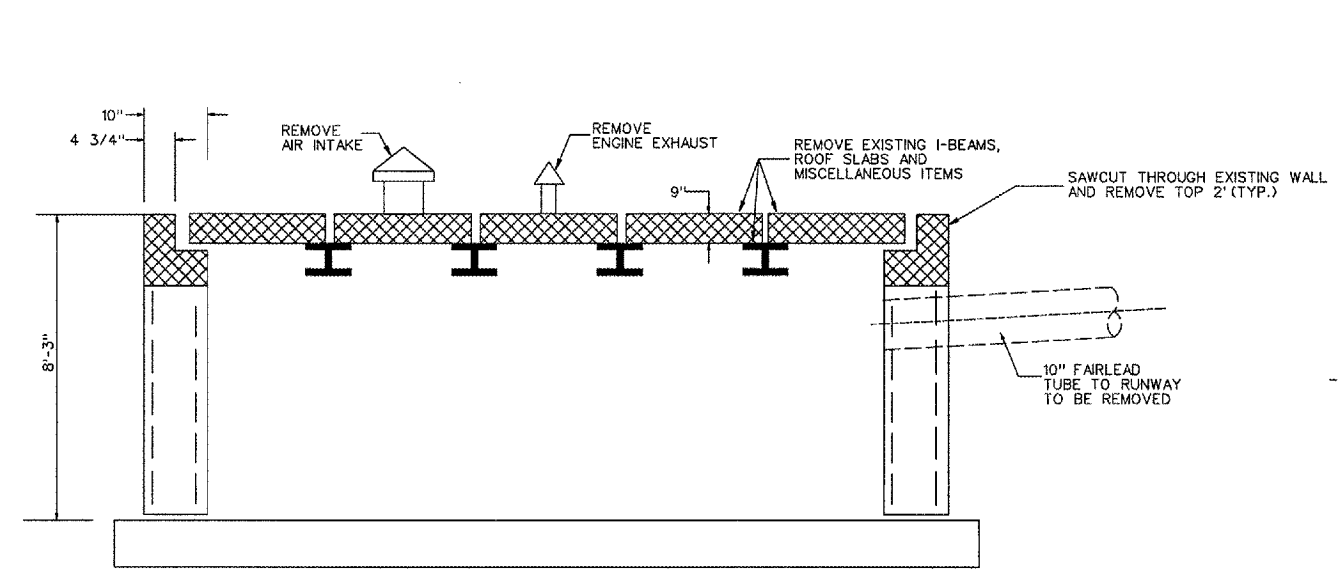 10"
4 3/4"
REMOVE
AIR INTAKE
REMOVE
ENGINE EXHAUST
REMOVE EXISTING I-BEAMS,
ROOF SLABS AND
MISCELLANEOUS ITEMS
9"
SAWCUT THROUGH EXISTING WALL
AND REMOVE TOP 2' (TYP.)
8'-3"
10" FAIRLEAD
TUBE TO RUNWAY
TO BE REMOVED